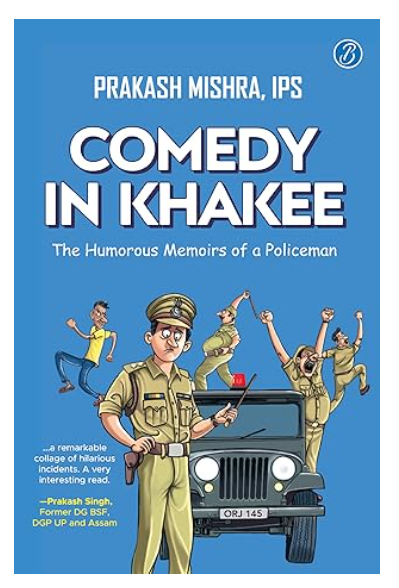 B
PRAKASH MISHRA, IPS
COMEDY
IN KHAKEE
The Humorous Memoirs of a Policeman
...a remarkable
collage of hilarious
incidents. A very
interesting read.
—Prakash Singh,
Former DG BSF,
DGP UP and Assam
ORJ 145